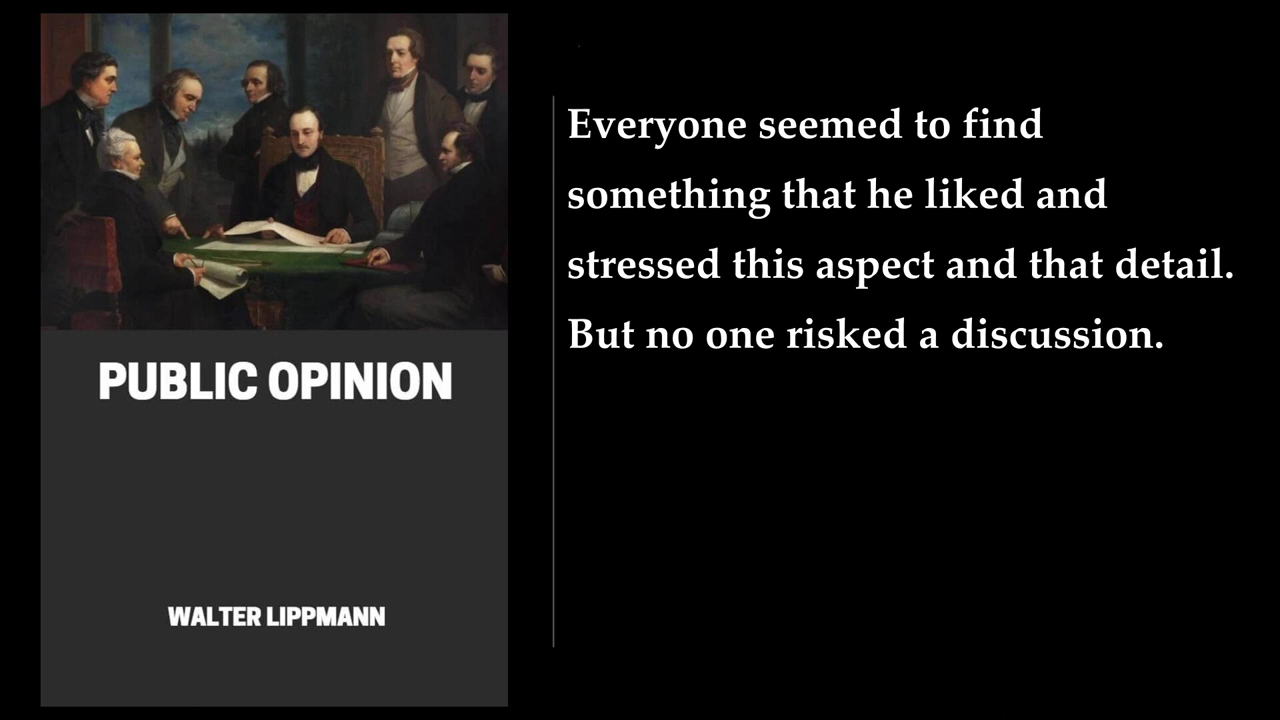 PUBLIC OPINION
WALTER LIPPMANN
Everyone seemed to find
something that he liked and
stressed this aspect and that detail.
But no one risked a discussion.